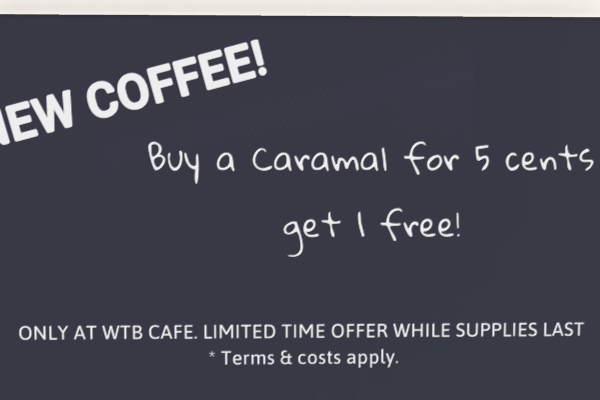 NEW COFFEE!
Buy a Caramal for 5 cents
get 1 free!
ONLY AT WTB CAFE. LIMITED TIME OFFER WHILE SUPPLIES LAST
* Terms & costs apply.